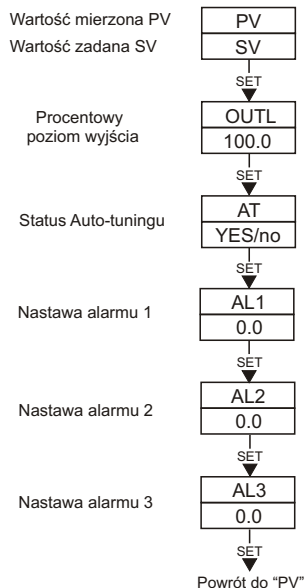 Wartość mierzona PV
PV
Wartość zadana SV
SV
SET
Procentowy
poziom wyjścia
OUTL
100.0
SET
Status Auto-tuningu
AT
YES/no
SET
Nastawa alarmu 1
AL1
0.0
SET
Nastawa alarmu 2
AL2
0.0
SET
Nastawa alarmu 3
AL3
0.0
SET
Powrót do “PV”